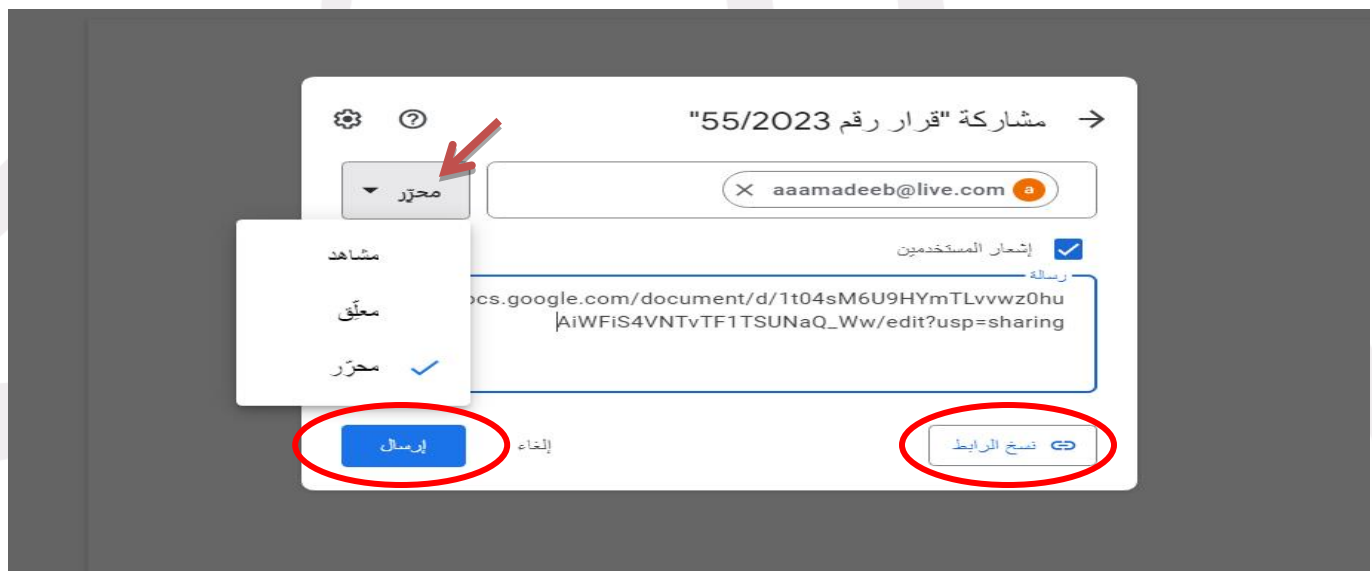 مشاركة "قرار رقم 55/2023"
a aaamadeeb@live.com
محرّر
إشعار المستخدمين
رسالة
ocs.google.com/document/d/1t04sM6U9HYmTLvvwz0hu
AiWFiS4VNTvTF1TSUNaQ_Ww/edit?usp=sharing
مشاهد
معلِّق
محرّر
نسخ الرابط
إلغاء
إرسال